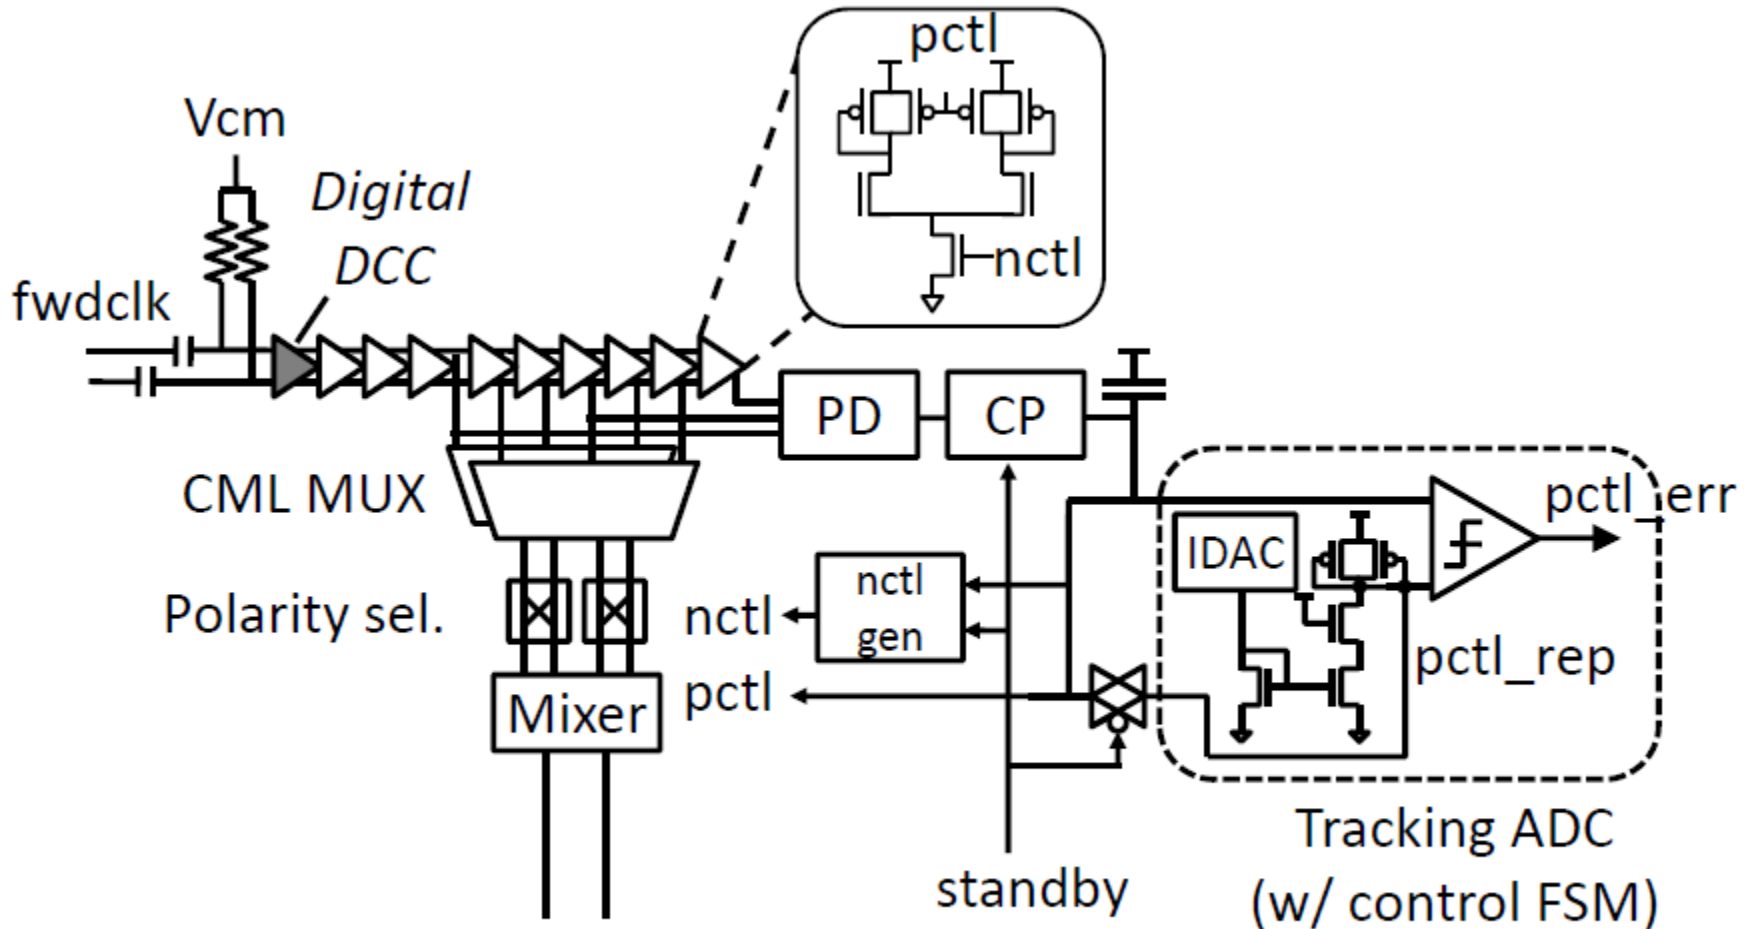 pctl
Vcm
Digital
DCC
nctl
fwdclk
PD
CP
CML MUX
pctl_err
IDAC
nctl
gen
Polarity sel.
nctl
pctl_rep
pctl
Mixer
Tracking ADC
standby
(w/ control FSM)